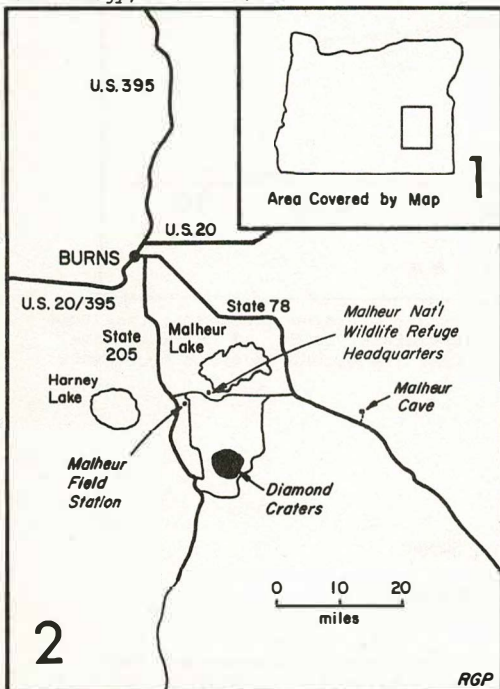 U.S. 395
Area Covered by Map
1
U.S. 20
BURNS
U.S. 20/395
State 78
State
205
Malheur
Lake
Malheur Nat'l
Wildlife Refuge
Headquarters
Harney
Lake
Malheur
Cave
Malheur
Field
Station
Diamond
Craters
0 10 20
miles
2
RGP